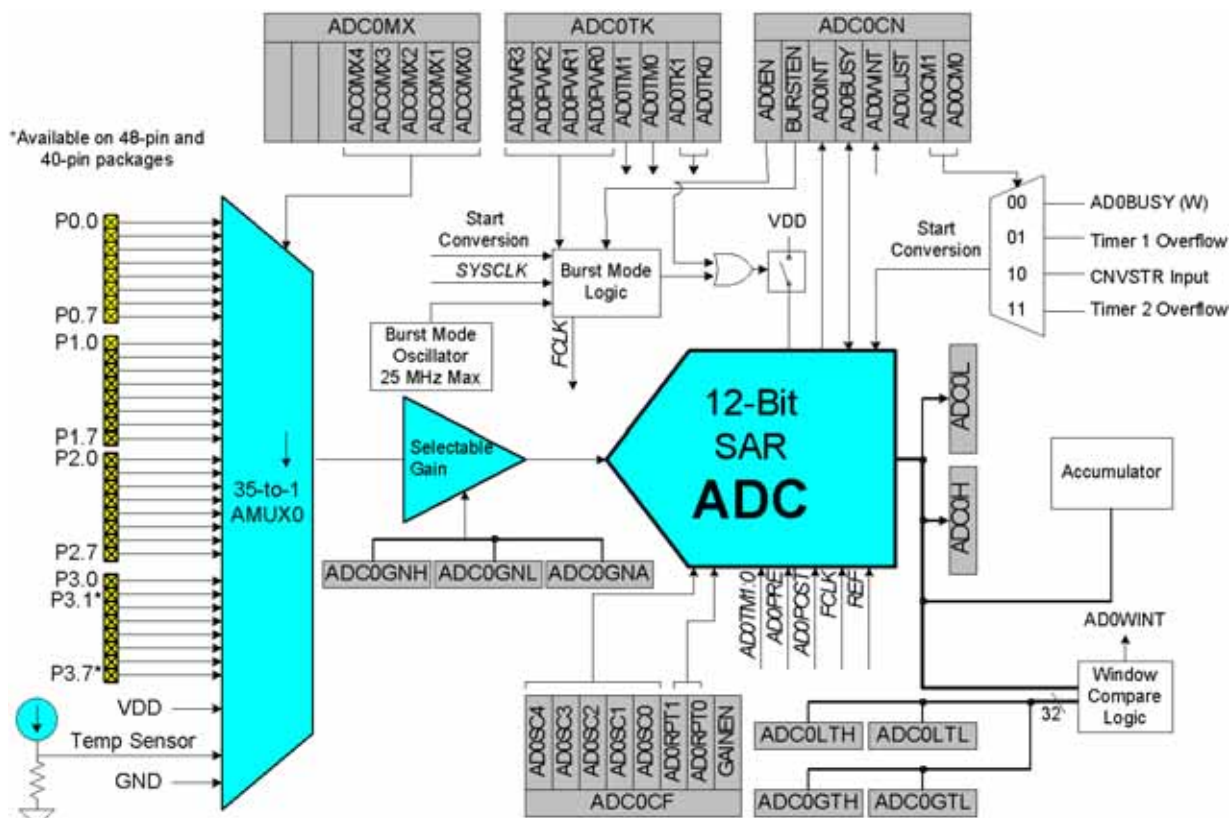 ADC0MX
ADC0MX4
ADC0MX3
ADC0MX2
ADC0MX1
ADC0MX0
ADC0TK
AD0PWR3
AD0PWR2
AD0PWR1
AD0PWR0
AD0TM1
AD0TM0
AD0TK1
AD0TK0
ADC0CN
AD0EN
BURSTEN
AD0INT
AD0BUSY
AD0WINT
AD0LJST
AD0CM1
AD0CM0
*Available on 48-pin and
40-pin packages
P0.0
P0.7
P1.0
P1.7
P2.0
P2.7
P3.0
P3.1*
P3.7*
VDD
Temp Sensor
GND
35-to-1
AMUX0
Start
Conversion
SYSCLK
Burst Mode
Logic
Burst Mode
Oscillator
25 MHz Max
FCLK
VDD
Start
Conversion
00
01
10
11
AD0BUSY (W)
Timer 1 Overflow
CNVSTR Input
Timer 2 Overflow
Selectable
Gain
ADC0GNH
ADC0GNL
ADC0GNA
12-Bit
SAR
ADC
ADC0L
ADC0H
Accumulator
AD0TM1:0
AD0PRE
AD0POST
FCLK
REF
AD0WINT
Window
Compare
Logic
32
ADC0LTH
ADC0LTL
ADC0GTH
ADC0GTL
AD0SC4
AD0SC3
AD0SC2
AD0SC1
AD0SC0
AD0RPT1
AD0RPT0
GAINEN
ADC0CF